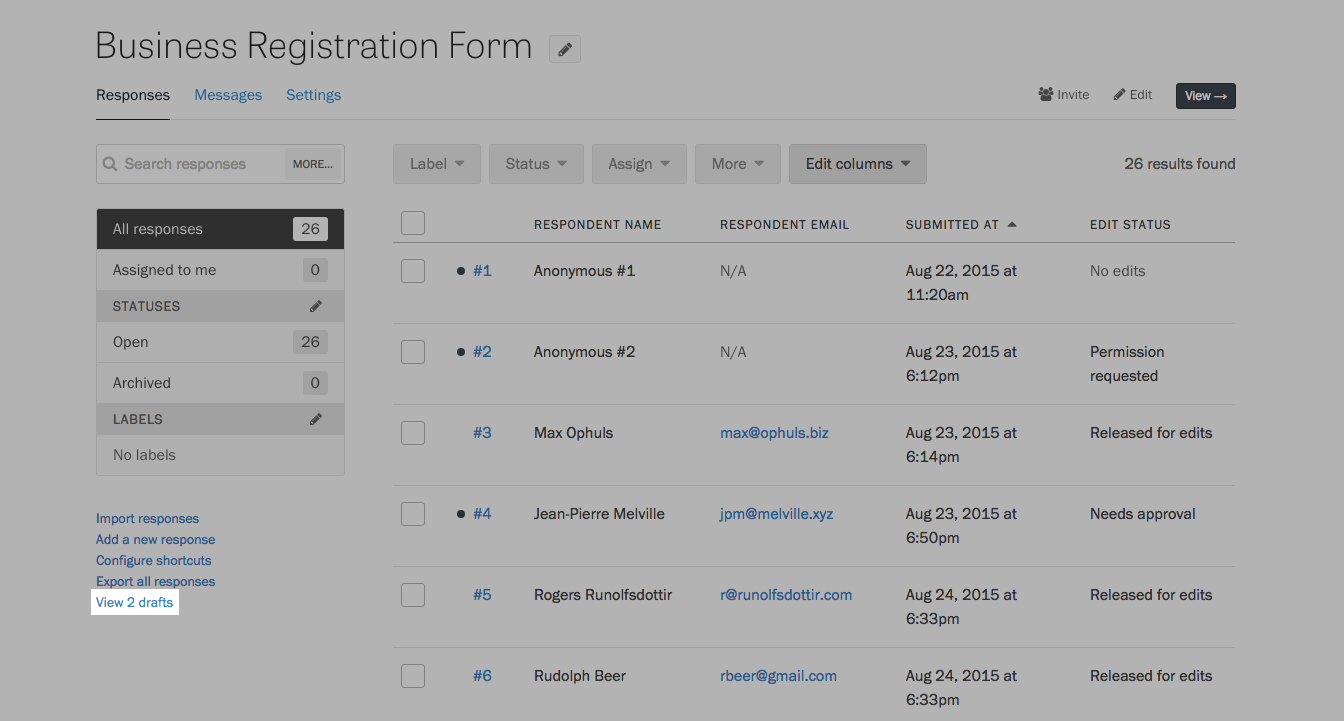 Business Registration Form
Responses Messages Settings
Invite Edit View →
Search responses MORE...
Label Status Assign More Edit columns 26 results found
All responses 26
Assigned to me 0
STATUSES
Open 26
Archived 0
LABELS
No labels
Import responses
Add a new response
Configure shortcuts
Export all responses
View 2 drafts
RESPONDENT NAME RESPONDENT EMAIL SUBMITTED AT EDIT STATUS
#1 Anonymous #1 N/A Aug 22, 2015 at No edits
11:20am
#2 Anonymous #2 N/A Aug 23, 2015 at Permission
6:12pm requested
#3 Max Ophuls max@ophuls.biz Aug 23, 2015 at Released for edits
6:14pm
#4 Jean-Pierre Melville jpm@melville.xyz Aug 23, 2015 at Needs approval
6:50pm
#5 Rogers Runolfsdottir r@runolfsdottir.com Aug 24, 2015 at Released for edits
6:33pm
#6 Rudolph Beer rbeer@gmail.com Aug 24, 2015 at Released for edits
6:33pm